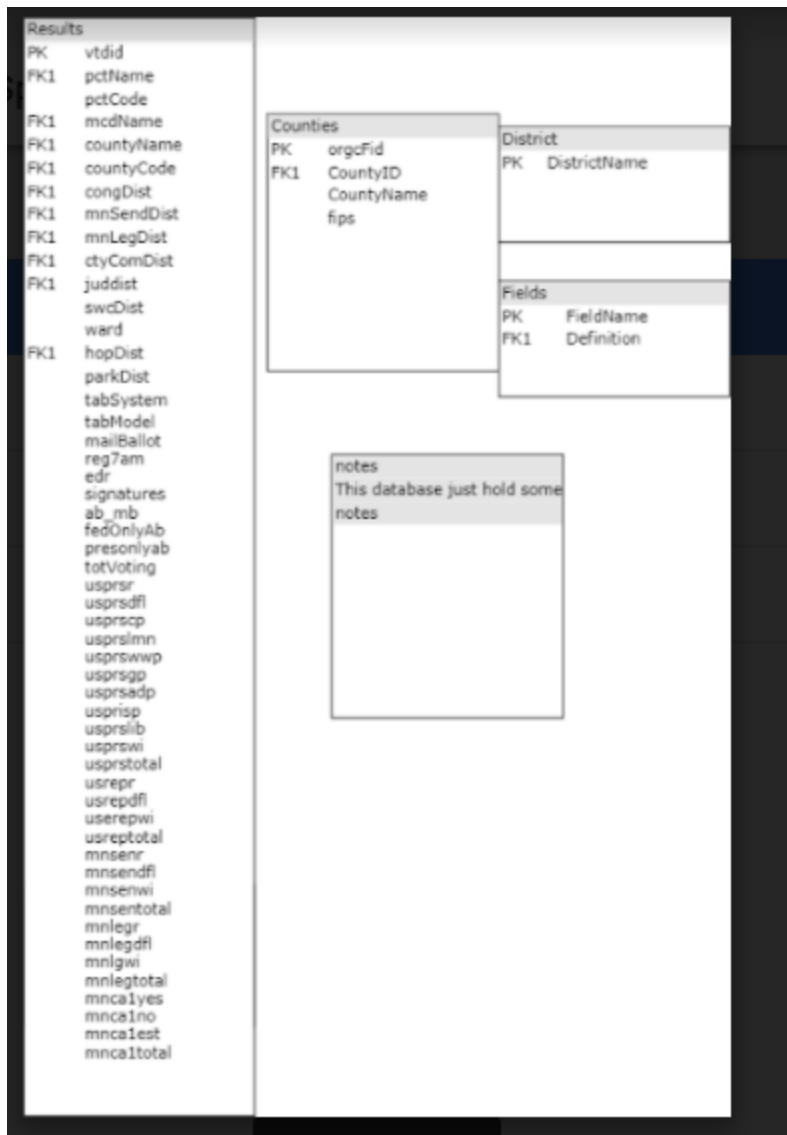 Results
PK vtdid
FK1 pctName
pctCode
FK1 mcdName
FK1 countyName
FK1 countyCode
FK1 congDist
FK1 mnSendDist
FK1 mnLegDist
FK1 ctyComDist
FK1 juddist
swcDist
ward
FK1 hopDist
parkDist
tabSystem
tabModel
mailBallot
reg7am
edr
signatures
ab_mb
fedOnlyAb
presonlyab
totVoting
usprsr
usprsdfl
usprscp
usprslmn
usprswwp
usprsgp
usprsadp
usprisp
usprslib
usprswi
usprstotal
usrepr
usrepdfl
userepwi
usreptotal
mnsenr
mnsendfl
mnsenwi
mnsentotal
mnlegr
mnlegdfl
mnlgwi
mnlegtotal
mnca1yes
mnca1no
mnca1est
mnca1total
Counties
PK orgcFid
FK1 CountyID
CountyName
fips
District
PK DistrictName
Fields
PK FieldName
FK1 Definition
notes
This database just hold some
notes